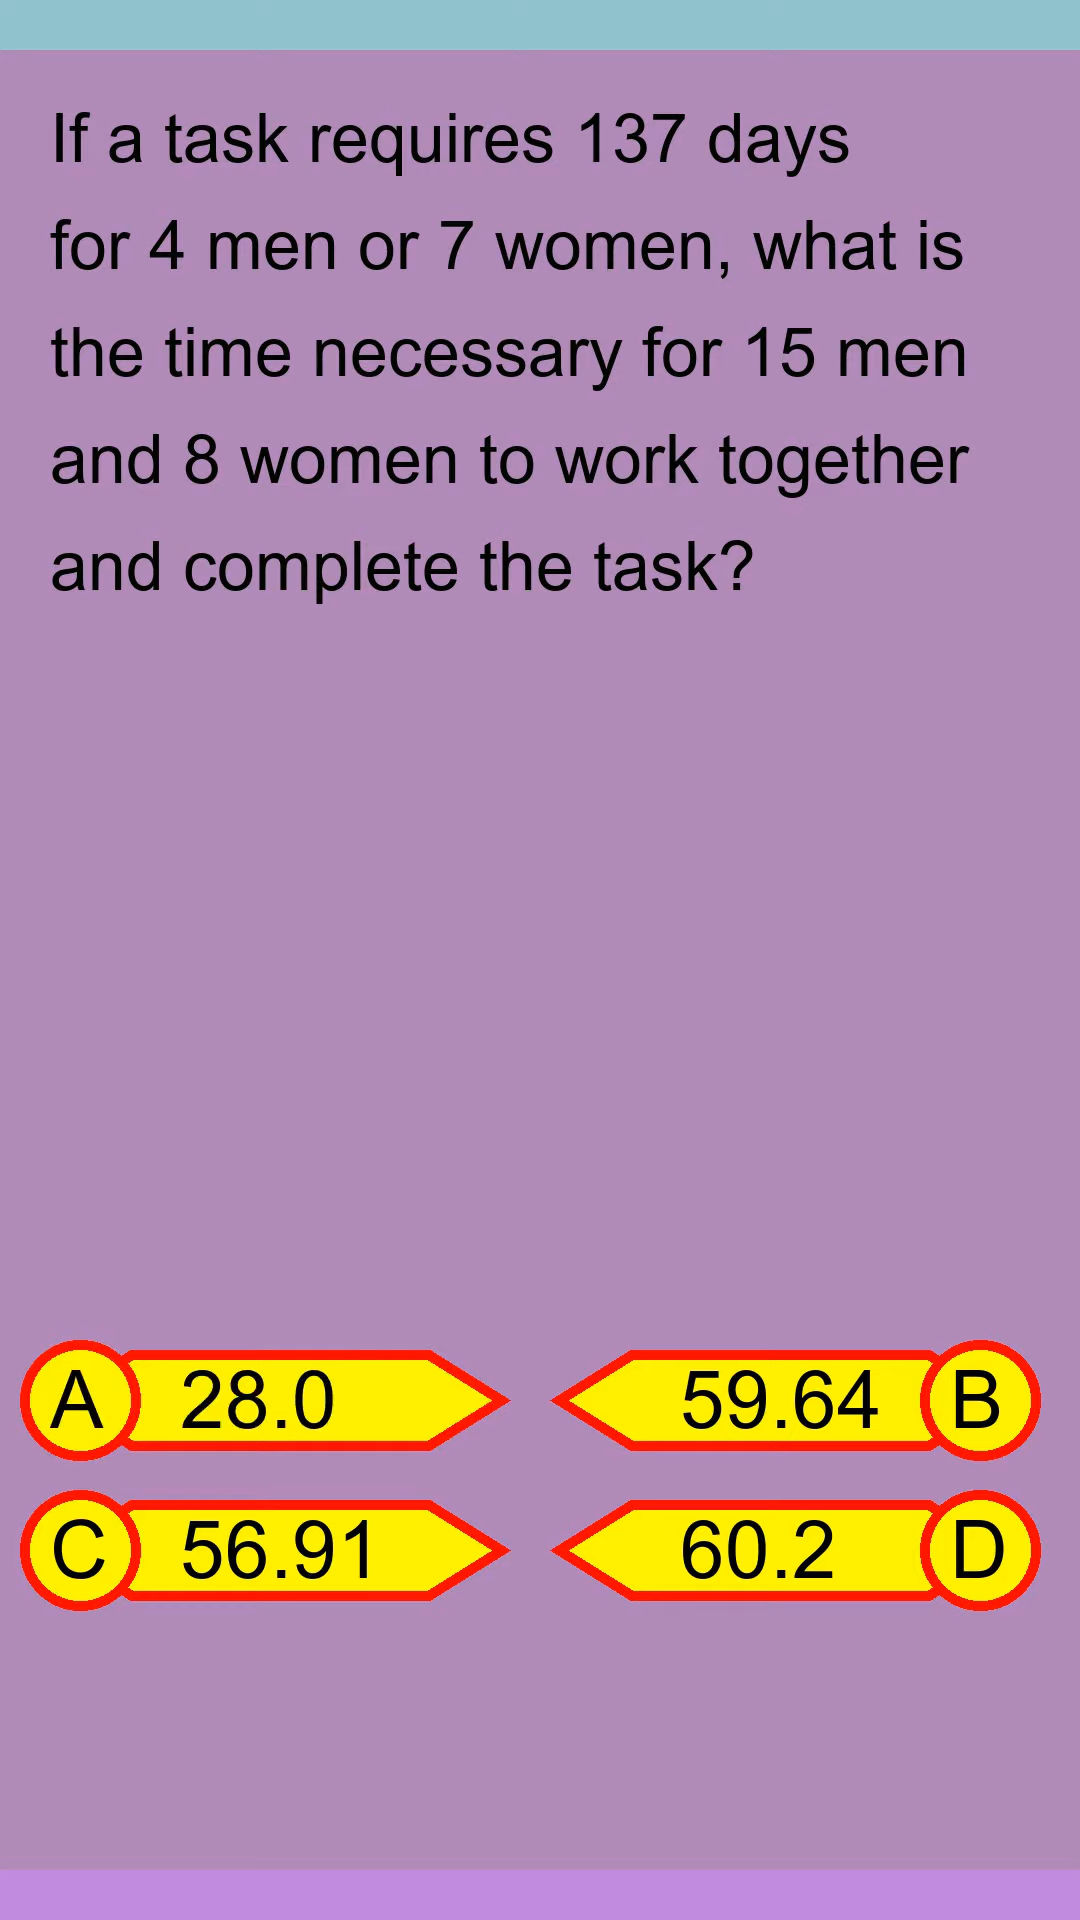 If a task requires 137 days
for 4 men or 7 women, what is
the time necessary for 15 men
and 8 women to work together
and complete the task?
A 28.0
59.64 B
C 56.91
60.2 D